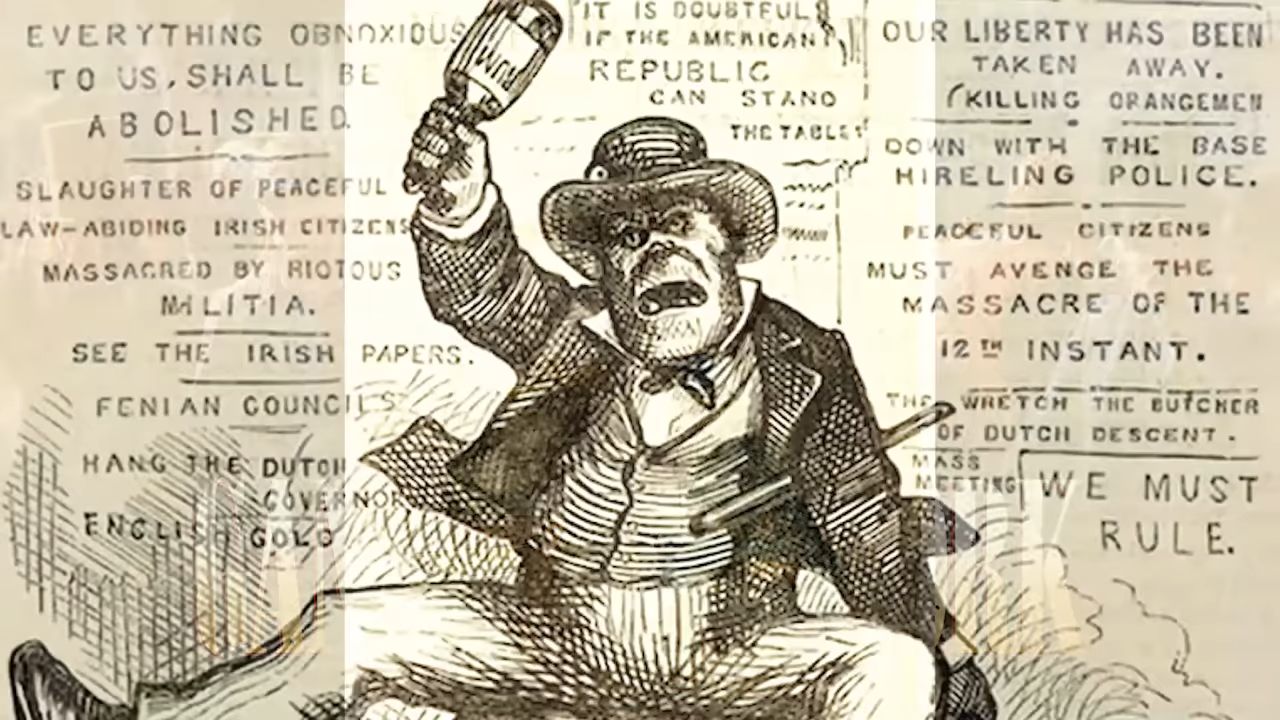 EVERYTHING OBNOXIOUS
TO US, SHALL BE
ABOLISHED.
SLAUGHTER OF PEACEFUL
LAW-ABIDING IRISH CITIZENS
MASSACRED BY RIOTOUS
MILITIA.
SEE THE IRISH PAPERS.
FENIAN COUNCILS
HANG THE DUTCH
GOVERNOR
ENGLISH GOLD
RUM
IT IS DOUBTFUL
IF THE AMERICAN
REPUBLIC
CAN STAND
THE TABLET
OUR LIBERTY HAS BEEN
TAKEN AWAY.
(KILLING ORANGEMEN
DOWN WITH THE BASE
HIRELING POLICE.
PEACEFUL CITIZENS
MUST AVENGE THE
MASSACRE OF THE
12TH INSTANT.
THE WRETCH THE BUTCHER
OF DUTCH DESCENT.
MASS
MEETING
WE MUST
RULE.